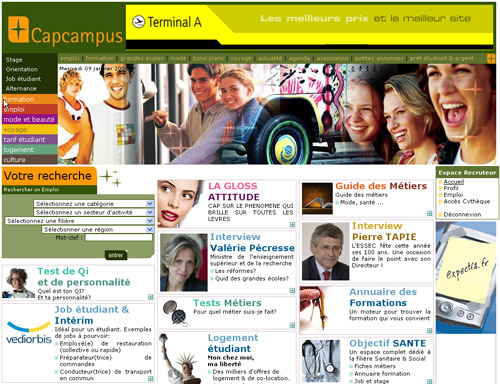 Capcampus
Terminal A
Les meilleurs prix et le meilleur site
Stage
Orientation
Job étudiant
Alternance
formation
emploi
mode et beauté
voyage
tarif étudiant
logement
culture
emploi formation grandes écoles mode bons plans voyage actualité agenda association petites annonces pret étudiant & argent
Mercredi 09 janvier 200
Votre recherche
Rechercher un Emploi
Sélectionnez une catégorie
Sélectionnez un secteur d'activité
Sélectionnez une filière
Sélectionnez une région
Mot-clef :
entrer
Test de Qi
et de personnalité
Quel est ton QI?
Et ta personnalité?
Job étudiant &
Intérim
vediorbis
Idéal pour un étudiant. Exemples
de jobs à pourvoir:
Employé(e) de restauration
(collective ou rapide)
Préparateur(trice) de
commandes
Conducteur(trice) de transport
en commun
LA GLOSS
ATTITUDE
CAP SUR LE PHENOMENE QUI
BRILLE SUR TOUTES LES
LEVRES
Interview
Valérie Pécresse
Ministre de l'enseignement
supérieur et de la recherche
Les réformes?
Quid des grandes écoles?
Tests Métiers
Pour quel métier suis-je fait?
Logement
étudiant
Mon chez moi,
ma liberté
Des milliers d'offres de
logement & de co-location.
Guide des Métiers
Guide des métiers
Mode, santé ...
Interview
Pierre TAPIE
L'ESSEC fête cette année
ses 100 ans. Une occasion
de faire le point avec son
Directeur !
Annuaire des
Formations
Un moteur pour trouver la
formation qui vous convient
Objectif SANTE
Un espace complet dédié à
la filière Sanitaire & Social
Fiches métiers
Annuaire formation
Job et stage
Espace Recruteur
Accueil
Profil
Emploi
Accès Cvthèque
Déconnexion
expectra.fr